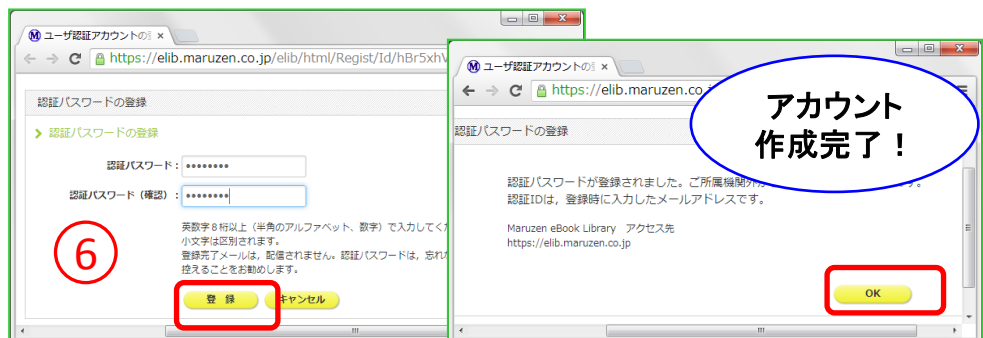 ユーザ認証アカウントの
https://elib.maruzen.co.jp/elib/html/Regist/Id/hBr5xh
認証パスワードの登録
認証パスワードの登録
認証パスワード：
認証パスワード（確認）：
英数字８桁以上（半角のアルファベット、数字）で入力してく
小文字は区別されます。
登録完了メールは，配信されません。認証パスワードは，忘れ
控えることをお勧めします。
⑥
登 録
キャンセル
ユーザ認証アカウントの
https://elib.maruzen.co
認証パスワードの登録
アカウント
作成完了！
認証パスワードが登録されました。ご所属機関外か
認証IDは，登録時に入力したメールアドレスです。
Maruzen eBook Library アクセス先
https://elib.maruzen.co.jp
OK